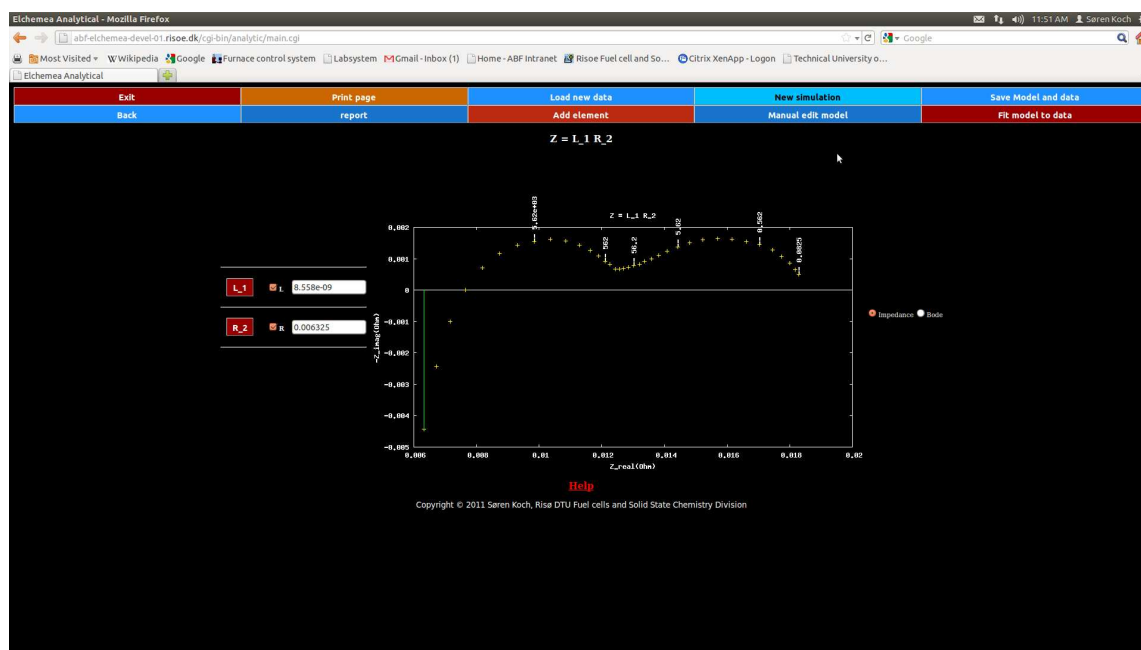 Elchemea Analytical - Mozilla Firefox
11:51 AM Søren Koch
abf-elchemea-devel-01.risoe.dk/cgi-bin/analytic/main.cgi
Google
Most Visited Wikipedia Google Furnace control system Labsystem Gmail - Inbox (1) Home - ABF Intranet Risoe Fuel cell and So... Citrix XenApp - Logon Technical University o...
Elchemea Analytical
Exit Print page Load new data New simulation Save Model and data
Back report Add element Manual edit model Fit model to data
Z = L_1 R_2
Z = L_1 R_2
5.62e+03
562
56.2
5.62
0.562
0.0825
0.002
0.001
0
-0.001
-0.002
-0.003
-0.004
-0.005
-Z_imag(Ohm)
L_1 L 8.558e-09
R_2 R 0.006325
Impedance Bode
0.006 0.008 0.01 0.012 0.014 0.016 0.018 0.02
Z_real(Ohm)
Help
Copyright © 2011 Søren Koch, Risø DTU Fuel cells and Solid State Chemistry Division